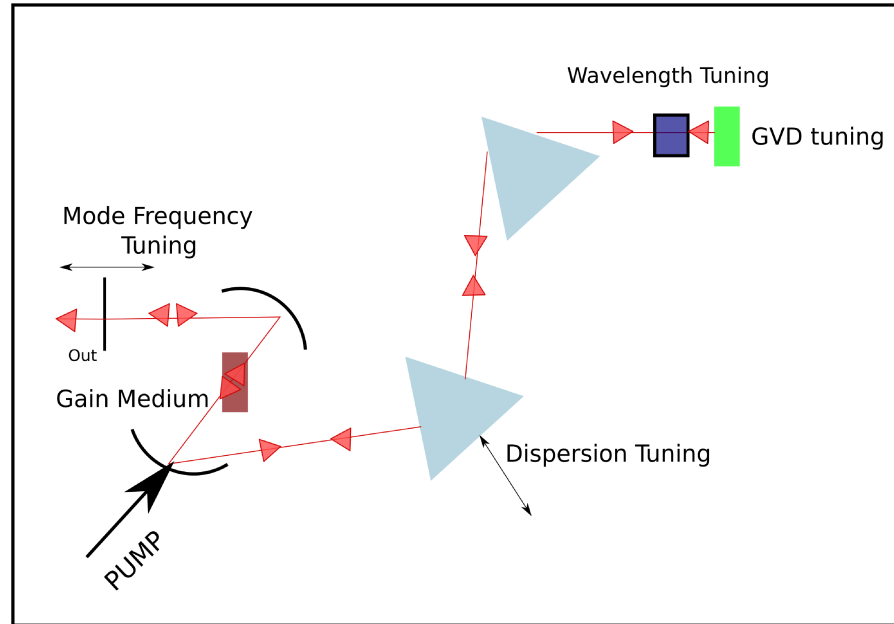 Wavelength Tuning
GVD tuning
Mode Frequency
Tuning
Out
Gain Medium
Dispersion Tuning
PUMP